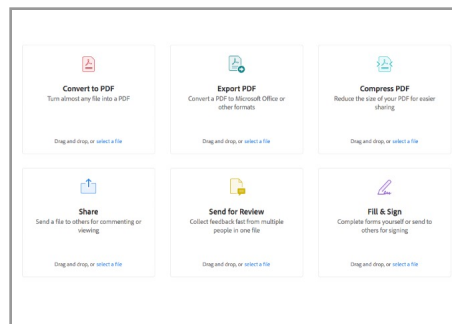 Convert to PDF
Turn almost any file into a PDF
Drag and drop, or select a file
Export PDF
Convert a PDF to Microsoft Office or
other formats
Drag and drop, or select a file
Compress PDF
Reduce the size of your PDF for easier
sharing
Drag and drop, or select a file
Share
Send a file to others for commenting or
viewing
Drag and drop, or select a file
Send for Review
Collect feedback fast from multiple
people in one file
Drag and drop, or select a file
Fill & Sign
Complete forms yourself or send to
others for signing
Drag and drop, or select a file